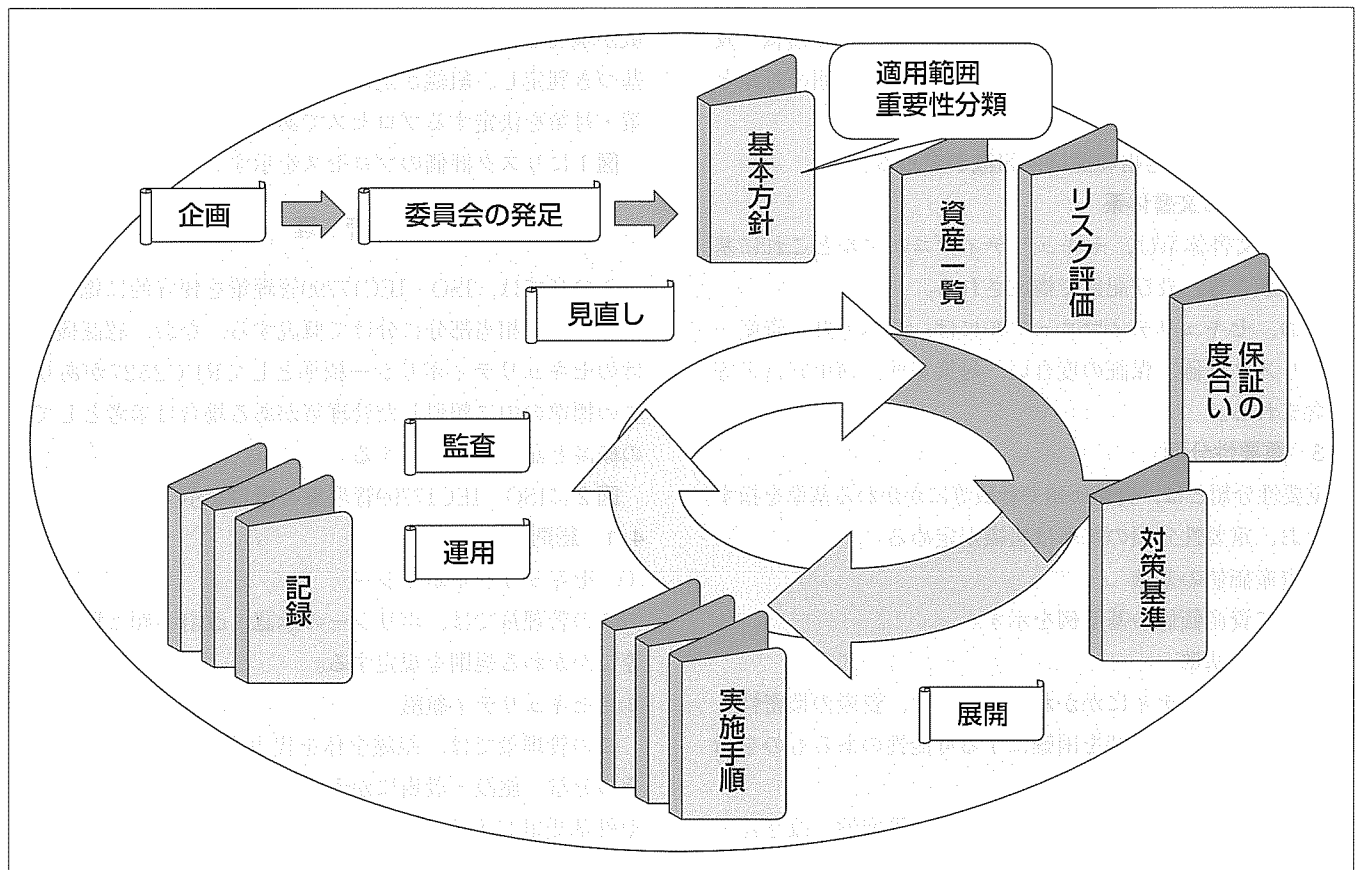 企画
委員会の発足
基本方針
適用範囲
重要性分類
資産一覧
リスク評価
保証の
度合い
対策基準
展開
実施手順
運用
記録
監査
見直し